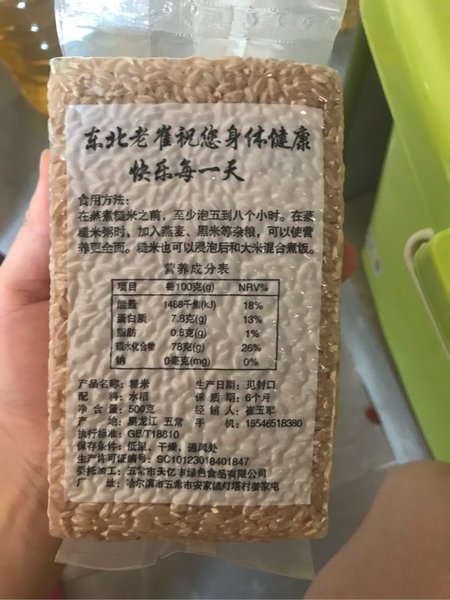 东北老崔祝您身体健康
快乐每一天
食用方法：
在蒸煮糙米之前，至少泡五到八个小时。在蒸
糙米粥时，加入燕麦、黑米等杂粮，可以使营
养更全面。糙米也可以浸泡后和大米混合煮饭。
营养成分表
项目 每100克(g) NRV%
能量 1468千焦(kJ) 18%
蛋白质 7.8克(g) 13%
脂肪 0.8克(g) 1%
碳水化合物 78克(g) 26%
钠 0毫克(mg) 0%
产品名称：糙米 生产日期：见封口
配 料：水稻 保 质 期：6个月
净 含 量：500克 经 销 人：崔玉军
产 地：黑龙江 五常 手 机：15546518380
执行标准：GB/T18810
保存条件：低温、干燥、通风处
生产许可证编号：SC10123018401847
委托加工：五常市天亿丰绿色食品有限公司
厂 址：哈尔滨市五常市安家镇灯塔村姜家屯